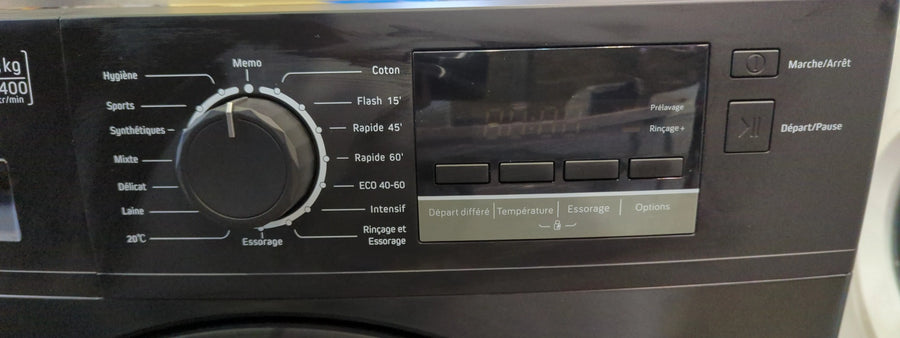 kg
400
tr/min
Hygiène
Sports
Synthétiques
Mixte
Délicat
Laine
20°C
Memo
Essorage
Coton
Flash 15'
Rapide 45'
Rapide 60'
ECO 40-60
Intensif
Rinçage et
Essorage
Prélavage
Rinçage+
Départ différé | Température | Essorage | Options
Marche/Arrêt
Départ/Pause